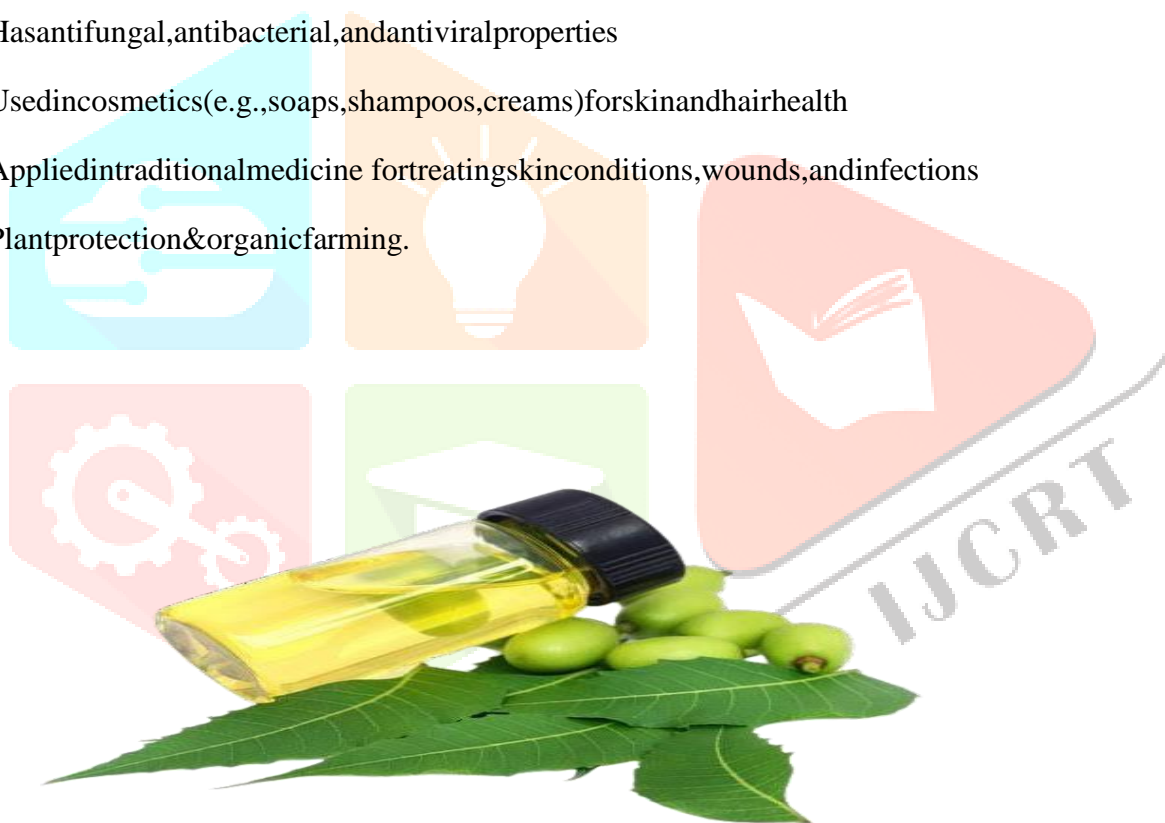 Hasantifungal,antibacterial,andantiviralproperties
Usedincosmetics(e.g.,soaps,shampoos,creams)forskinandhairhealth
Appliedintraditionalmedicine fortreatingskinconditions,wounds,andinfections
Plantprotection&organicfarming.
IJCRT